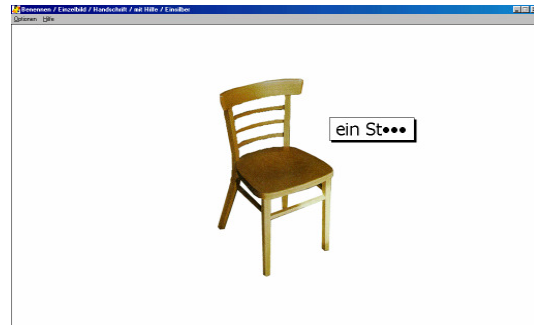 Benennen / Einzelbild / Handschrift / mit Hilfe / Einsilber
Optionen Hilfe
ein St●●●